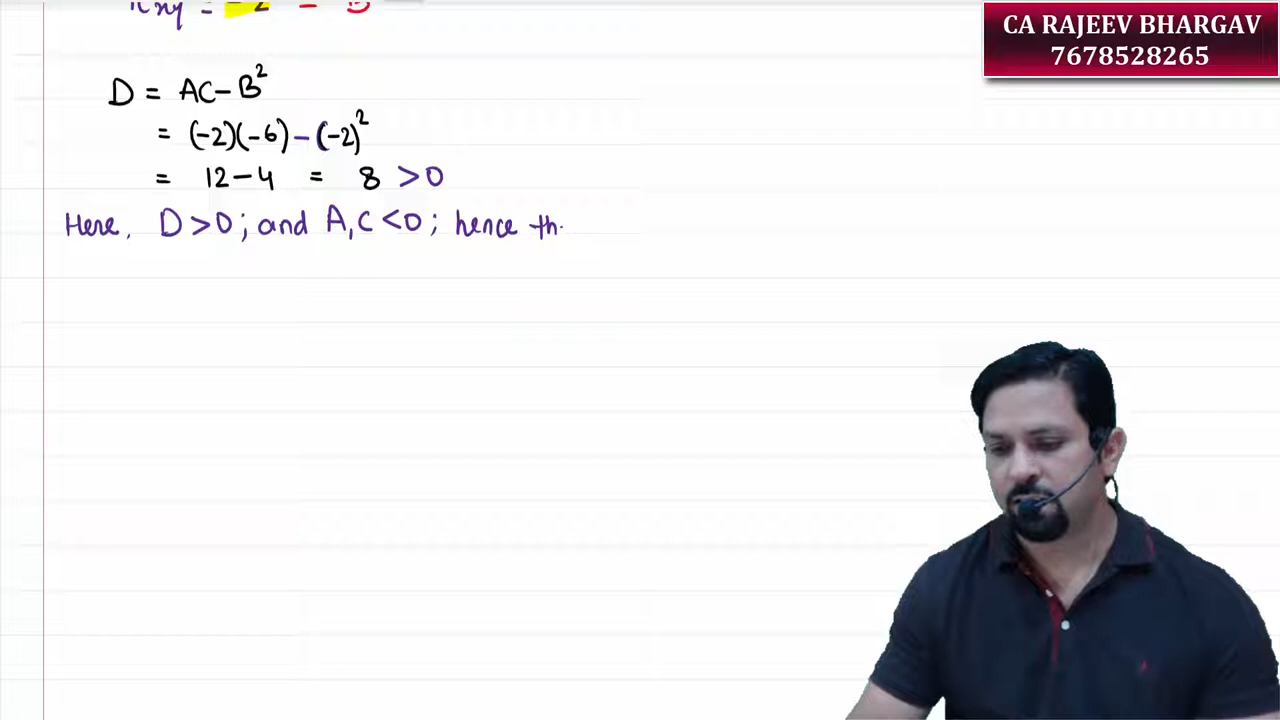 = -2 = B
CA RAJEEV BHARGAV
7678528265
D = AC - B²
= (-2)(-6) - (-2)²
= 12 - 4 = 8 > 0
Here, D > 0; and A, C < 0; hence th